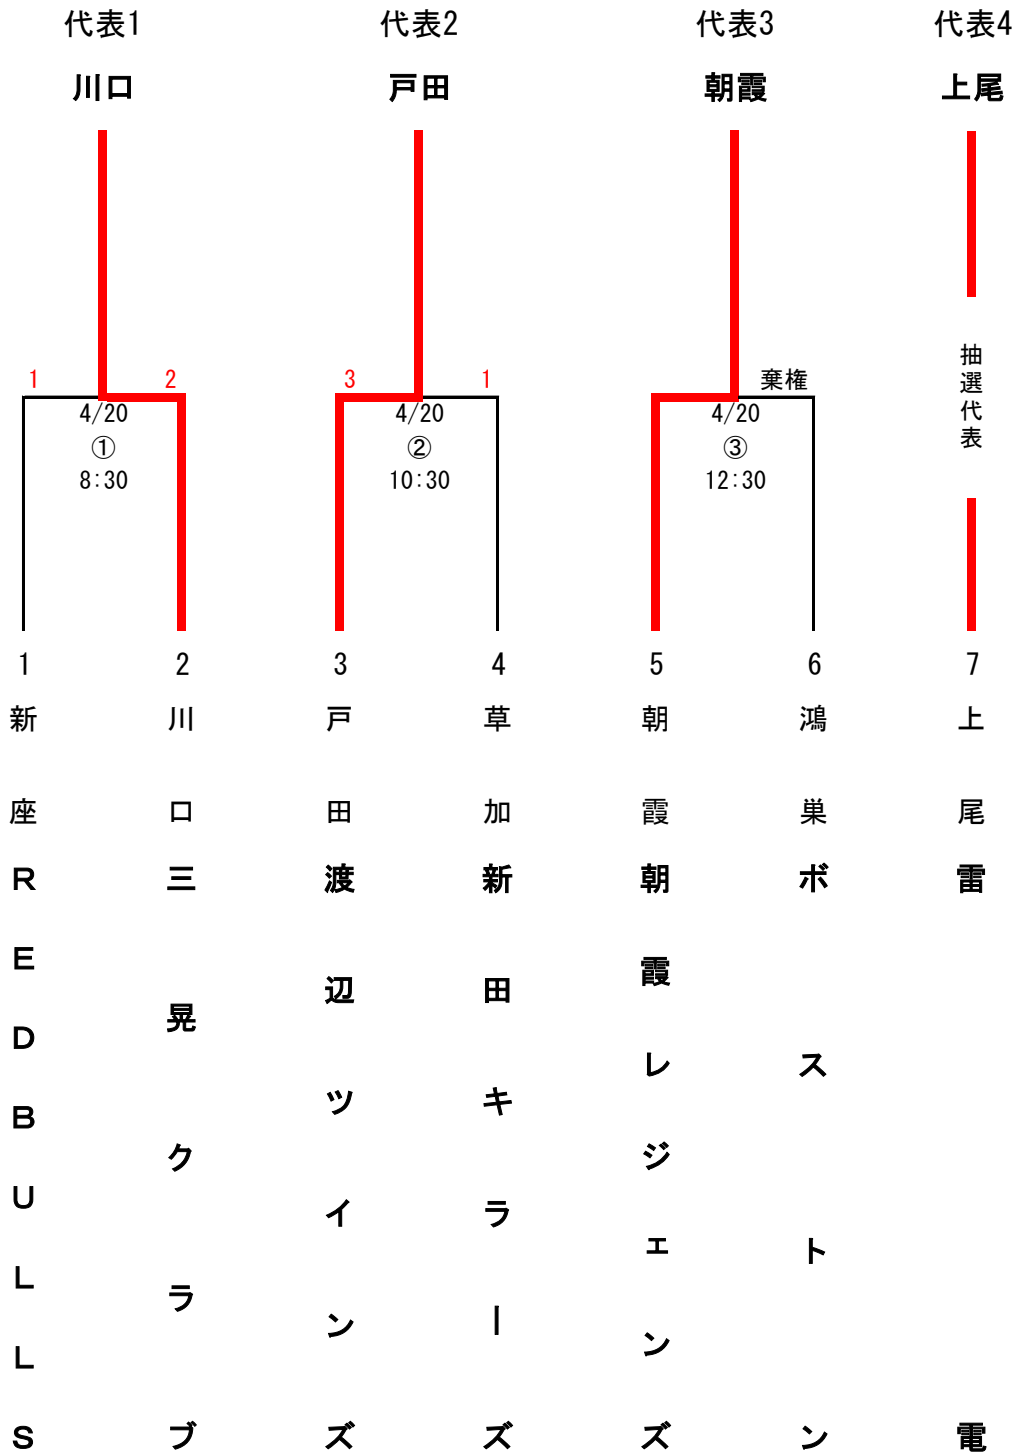 代表1 代表2 代表3 代表4
川口 戸田 朝霞 上尾
抽選代表
1 2 3 1 棄権
4/20 4/20 4/20
① ② ③
8:30 10:30 12:30
1 2 3 4 5 6 7
新座
REDBULLS
川口
三晃クラブ
戸田
渡辺ツインズ
草加
新田キラーズ
朝霞
朝霞レジェンズ
鴻巣
ボストン
上尾
雷電